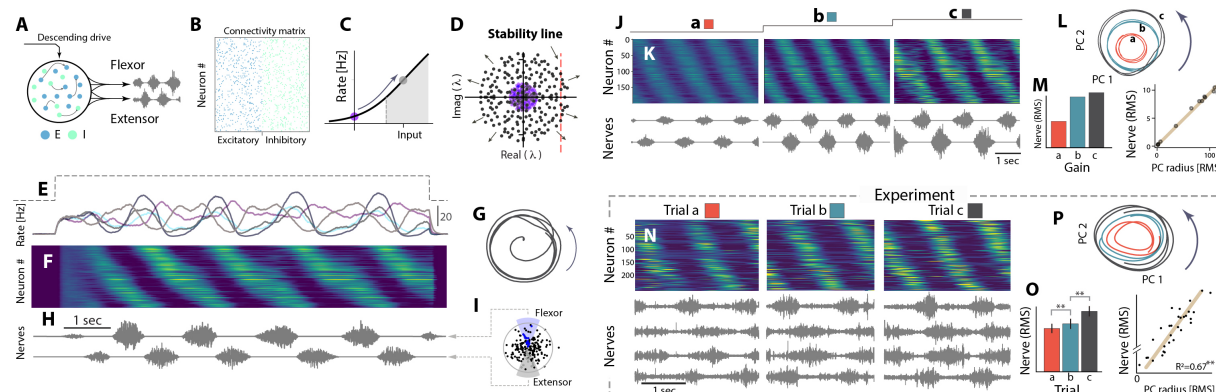 A
Descending drive
Flexor
Extensor
E I
B
Connectivity matrix
Neuron #
Excitatory Inhibitory
C
Rate [Hz]
Input
D
Stability line
Imag (λ)
Real (λ)
E
Rate [Hz]
20
F
Neuron #
H
1 sec
Nerves
G
I
Flexor
Extensor
J
a b c
K
Neuron #
50
100
150
Nerves
1 sec
L
PC 2
a
b
c
PC 1
M
Nerve (RMS)
a b c
Gain
Nerve (RMS)
10
5
0
0 100
PC radius [RMS]
Experiment
Trial a Trial b Trial c
N
Neuron #
50
100
150
200
Nerves
1 sec
P
PC 2
PC 1
O
Nerve (RMS)
** **
a b c
Trial
Nerve (RMS)
R²=0.67**
PC radius [RMS]